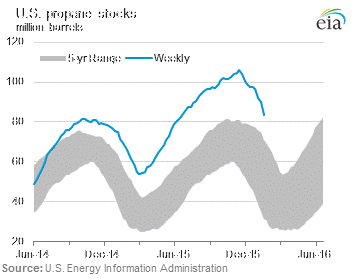 U.S. propane stocks
million barrels
eia
120
5-yr Range
Weekly
100
80
60
40
20
Jun-14
Dec-14
Jun-15
Dec-15
Jun-16
Source: U.S. Energy Information Administration